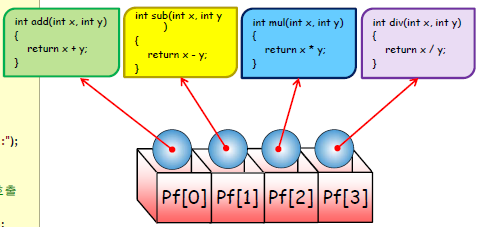 int add(int x, int y)
{
return x + y;
}
int sub(int x, int y
)
{
return x - y;
}
int mul(int x, int y)
{
return x * y;
}
int div(int x, int y)
{
return x / y;
}
:");
출
;
Pf[0] Pf[1] Pf[2] Pf[3]